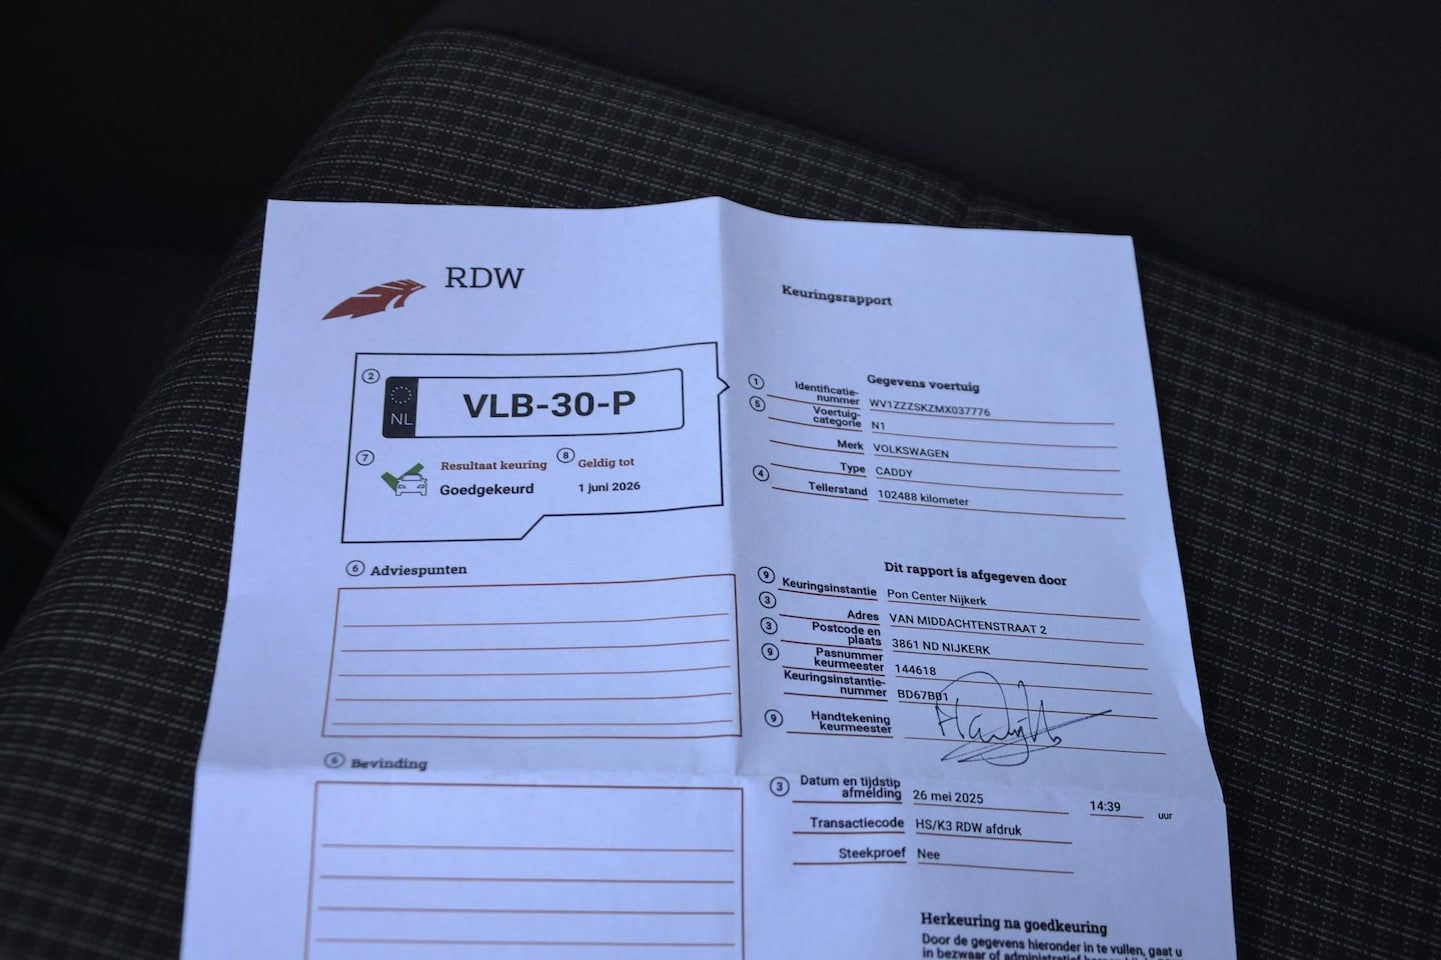 RDW
Keuringsrapport
2
NL
VLB-30-P
7
Resultaat keuring
Goedgekeurd
8
Geldig tot
1 juni 2026
6 Adviespunten
6 Bevinding
Gegevens voertuig
1 Identificatie-
nummer WV1ZZZSKZMX037776
5 Voertuig-
categorie N1
Merk VOLKSWAGEN
Type CADDY
4 Tellerstand 102488 kilometer
Dit rapport is afgegeven door
9 Keuringsinstantie Pon Center Nijkerk
3 Adres VAN MIDDACHTENSTRAAT 2
3 Postcode en
plaats 3861 ND NIJKERK
9 Pasnummer
keurmeester 144618
Keuringsinstantie-
nummer BD67B01
9 Handtekening
keurmeester
3 Datum en tijdstip
afmelding 26 mei 2025 14:39 uur
Transactiecode HS/K3 RDW afdruk
Steekproef Nee
Herkeuring na goedkeuring
Door de gegevens hieronder in te vullen, gaat u
in bezwaar of administratief